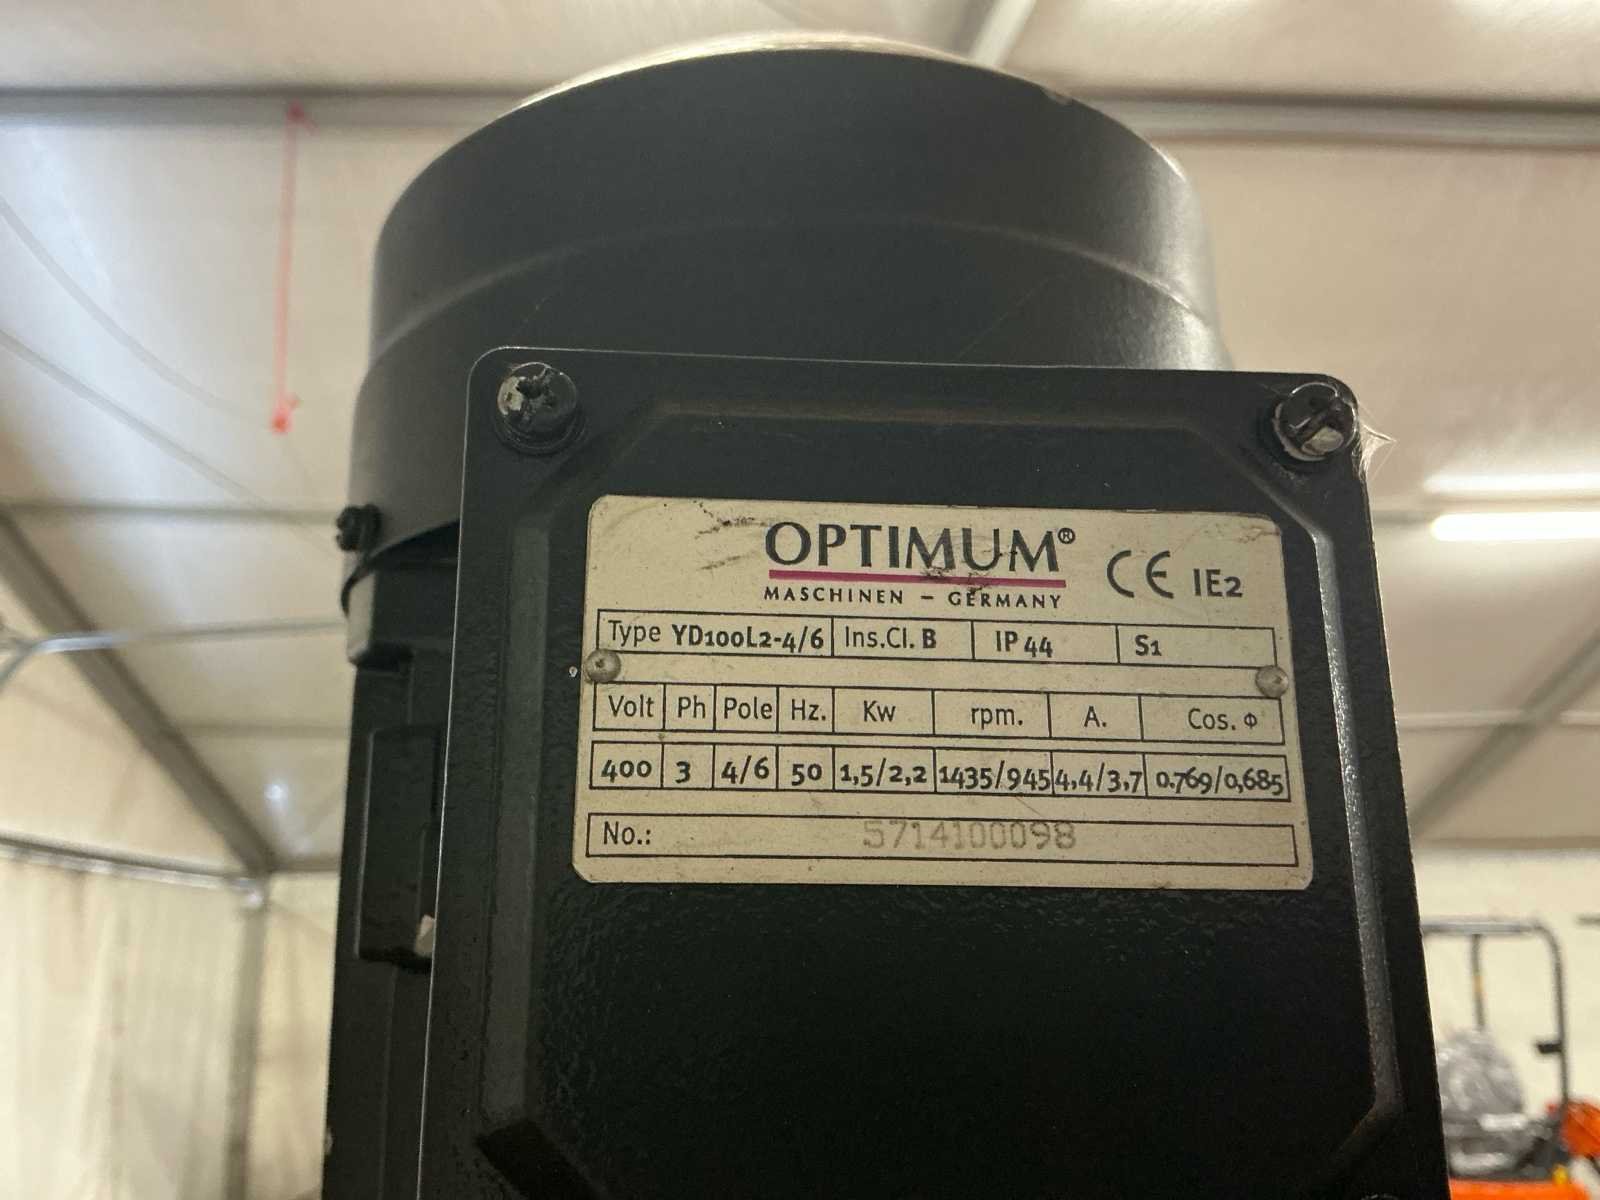 OPTIMUM®
MASCHINEN – GERMANY
CE IE2
Type YD100L2-4/6 Ins.Cl. B IP 44 S1
Volt Ph Pole Hz. Kw rpm. A. Cos. Φ
400 3 4/6 50 1,5/2,2 1435/945 4,4/3,7 0.769/0,685
No.: 5714100098